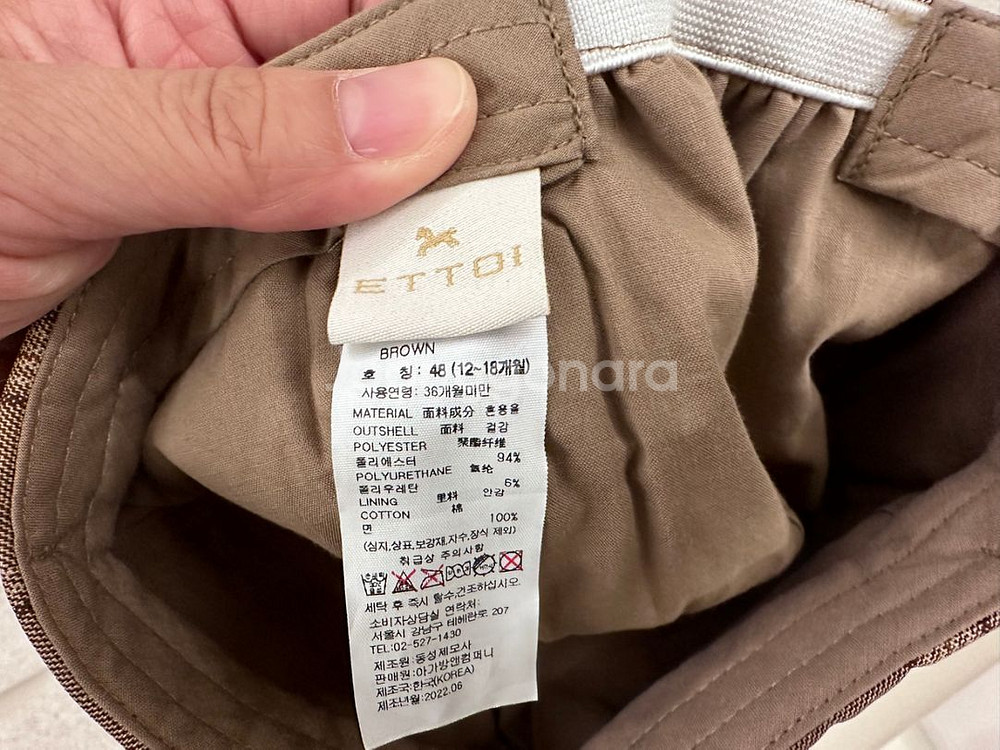 ETTOI
BROWN
호 칭: 48 (12~18개월)
사용연령: 36개월미만
MATERIAL 面料成分 혼용율
OUTSHELL 面料 겉감
POLYESTER 聚酯纤维
폴리에스터 94%
POLYURETHANE 氨纶
폴리우레탄 6%
LINING 里料 안감
COTTON 棉
면 100%
(심지,상표,보강재,자수,장식 제외)
취급상 주의사항
세탁 후 즉시 탈수,건조하십시오.
소비자상담실 연락처:
서울시 강남구 테헤란로 207
TEL:02-527-1430
제조원:동성제모사
판매원:아가방앤컴퍼니
제조국:한국(KOREA)
제조년월:2022.06